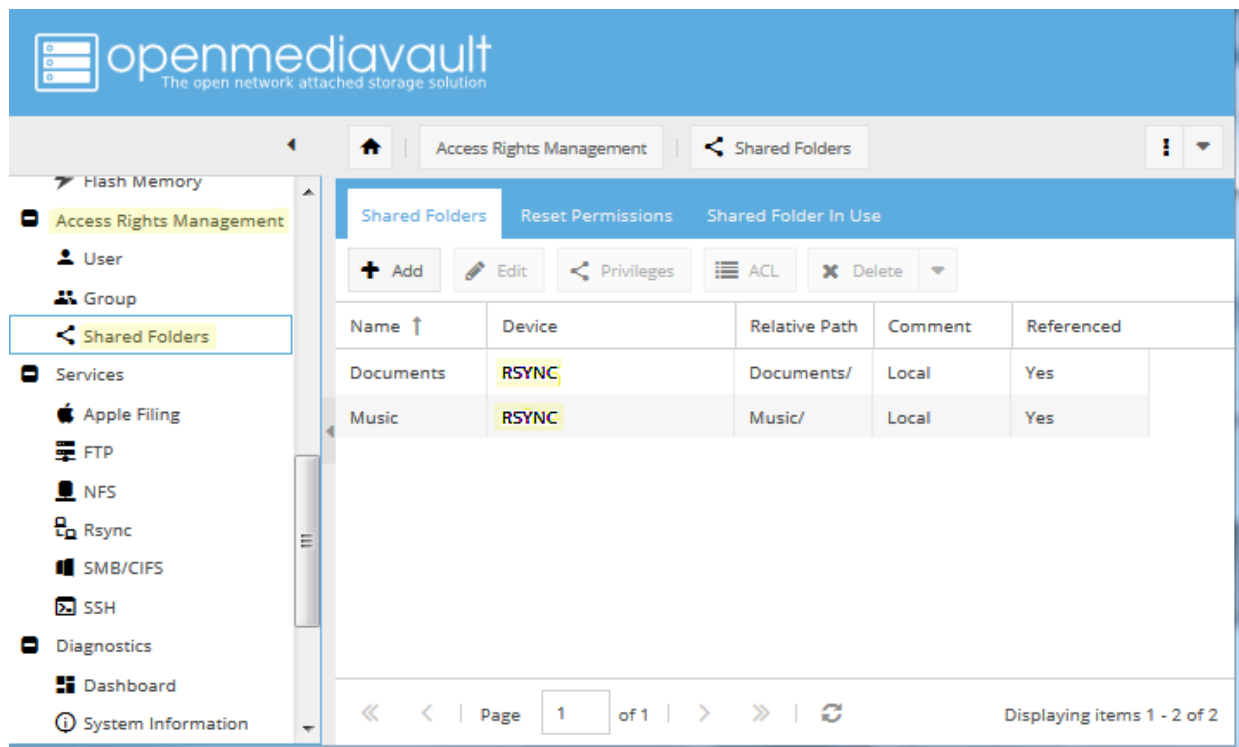 openmediavault
The open network attached storage solution
Access Rights Management
Shared Folders
Flash Memory
Access Rights Management
User
Group
Shared Folders
Services
Apple Filing
FTP
NFS
Rsync
SMB/CIFS
SSH
Diagnostics
Dashboard
System Information
Shared Folders Reset Permissions Shared Folder In Use
Add Edit Privileges ACL Delete
Name Device Relative Path Comment Referenced
Documents RSYNC Documents/ Local Yes
Music RSYNC Music/ Local Yes
Page 1 of 1 Displaying items 1 - 2 of 2